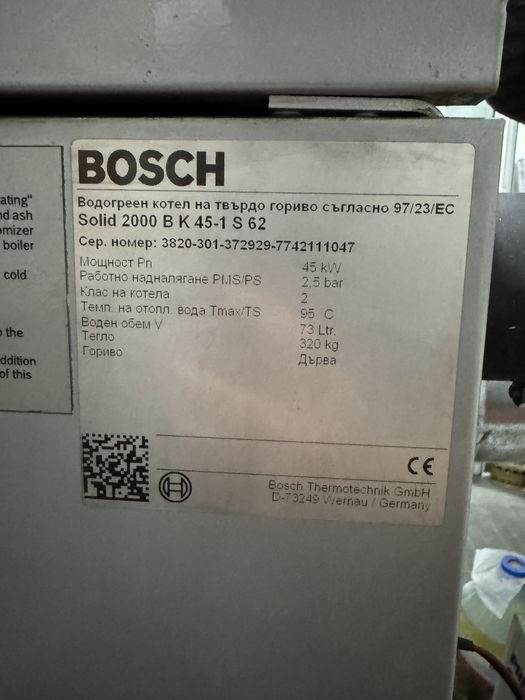 ating"
nd ash
omizer
boiler
cold
o the
ddition
of this
BOSCH
Водогреен котел на твърдо гориво съгласно 97/23/EC
Solid 2000 B K 45-1 S 62
Сер. номер: 3820-301-372929-7742111047
Мощност Pn 45 kW
Работно надналягане PMS/PS 2,5 bar
Клас на котела 2
Темп. на отопл. вода Tmax/TS 95 C
Воден обем V 73 Ltr.
Тегло 320 kg
Гориво Дърва
CE
Bosch Thermotechnik GmbH
D-73249 Wernau / Germany